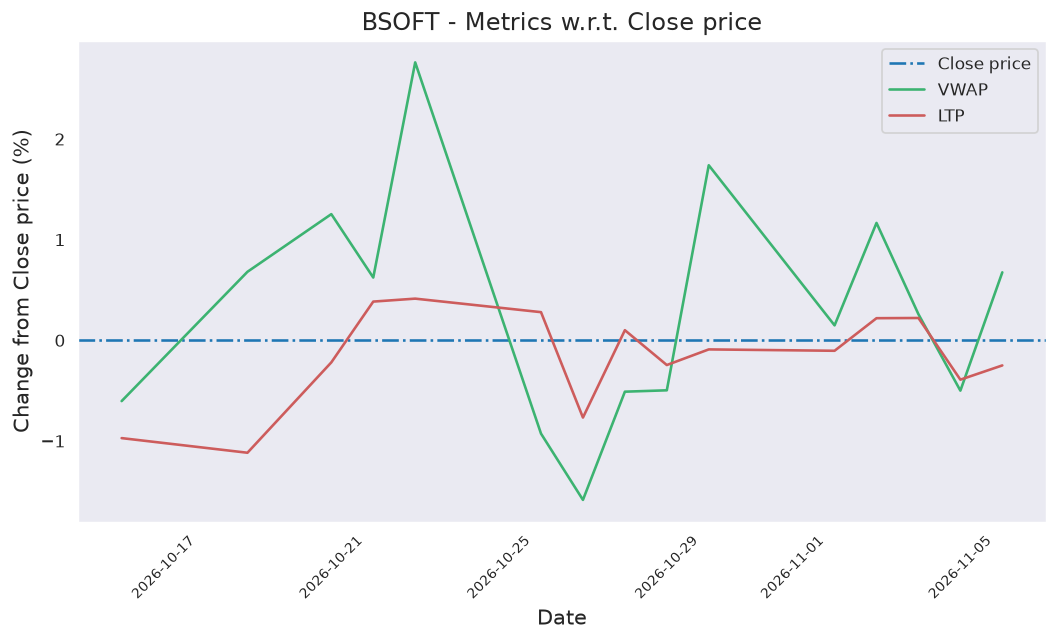 BSOFT - Metrics w.r.t. Close price
Close price
VWAP
LTP
Change from Close price (%)
2
1
0
−1
2026-10-17
2026-10-21
2026-10-25
2026-10-29
2026-11-01
2026-11-05
Date